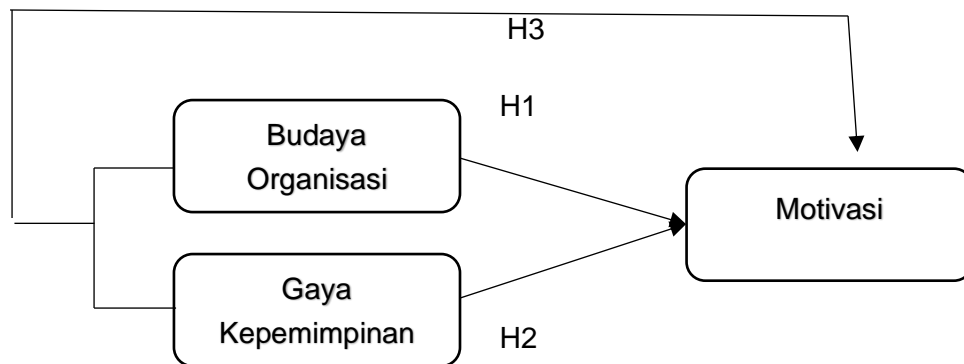 H3
H1
Budaya
Organisasi
Motivasi
Gaya
Kepemimpinan
H2